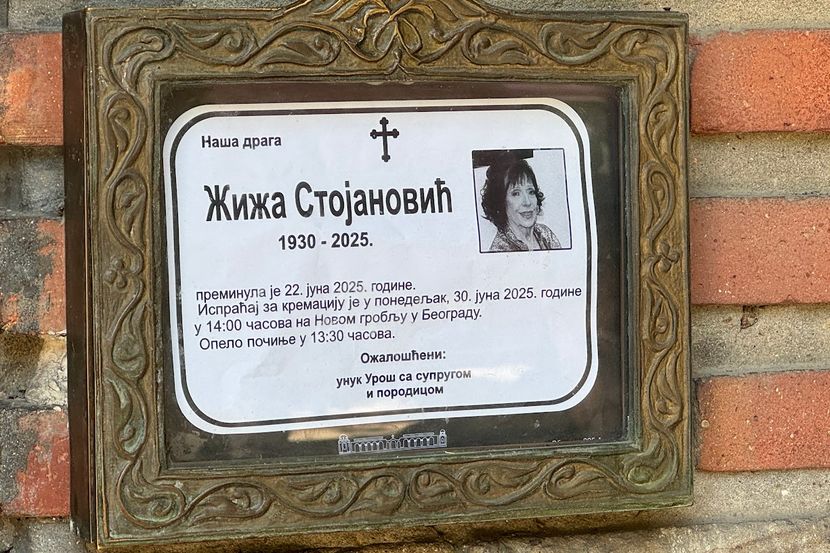 Наша драга
Жижа Стојановић
1930 - 2025.
преминула је 22. јуна 2025. године.
Испраћај за кремацију је у понедељак, 30. јуна 2025. године
у 14:00 часова на Новом гробљу у Београду.
Опело почиње у 13:30 часова.
Ожалошћени:
унук Урош са супругом
и породицом